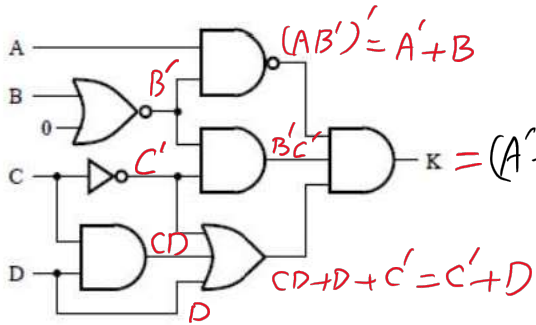 A
(AB′)′ = A′ + B
B
B′
0
B′C′
K = (A′
C
C′
CD
D
CD + D + C′ = C′ + D
D